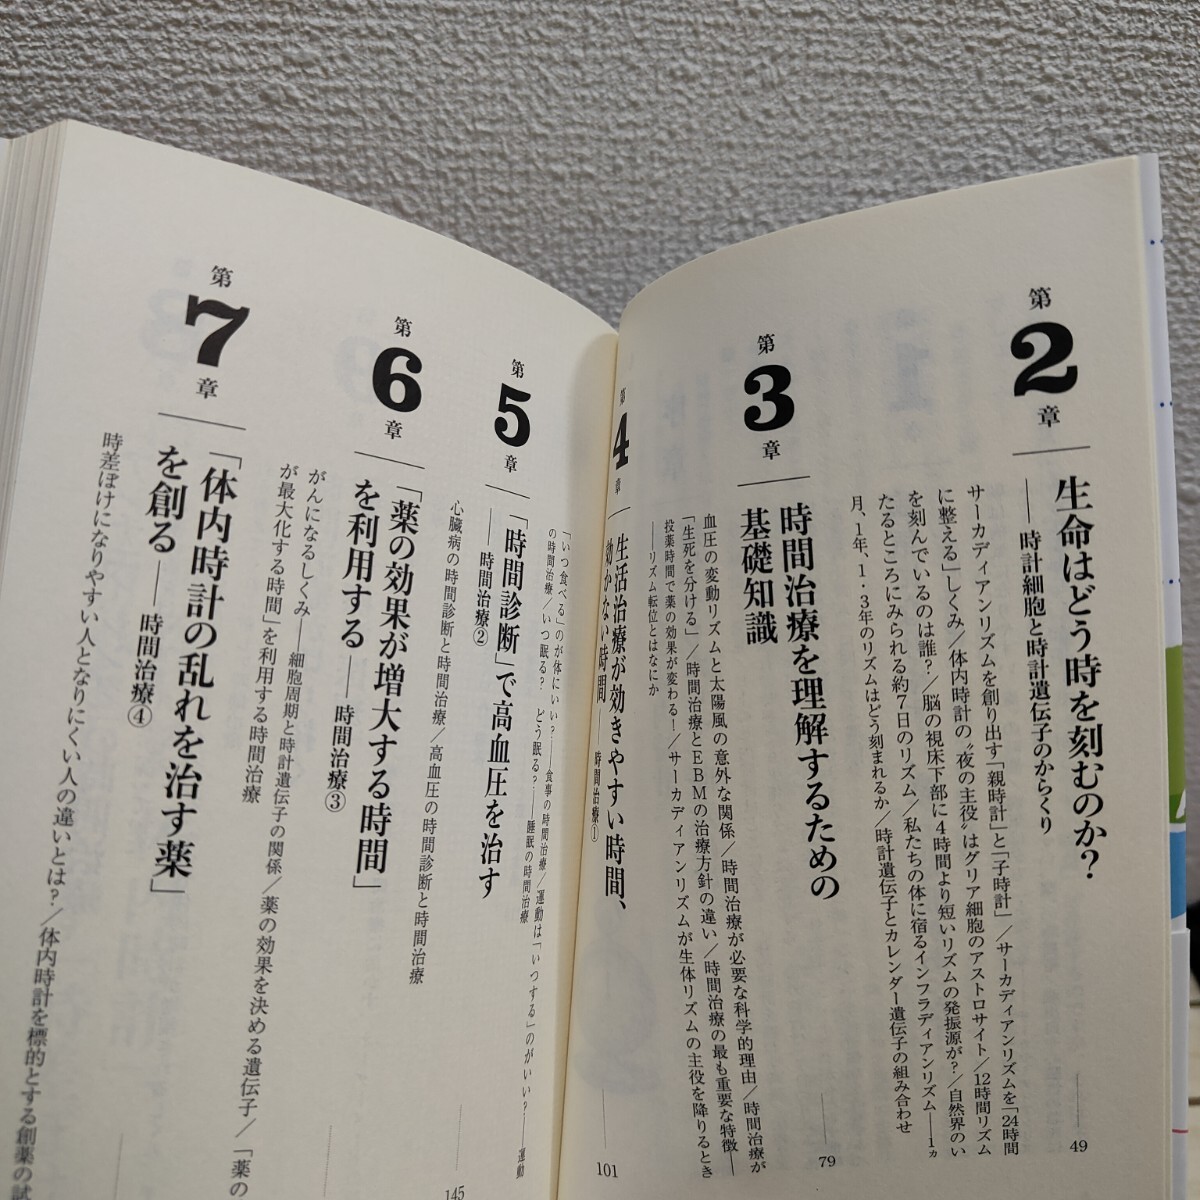 第2章
生命はどう時を刻むのか?
――時計細胞と時計遺伝子のからくり
サーカディアンリズムを創り出す「親時計」と「子時計」/サーカディアンリズムを「24時間
に整える」しくみ/体内時計の〝夜の主役〟はグリア細胞のアストロサイト/12時間リズム
を刻んでいるのは誰?/脳の視床下部に4時間より短いリズムの発振源が?/自然界のい
たるところにみられる約7日のリズム/私たちの体に宿るインフラディアンリズム――1ヵ
月、1年、1・3年のリズムはどう刻まれるか/時計遺伝子とカレンダー遺伝子の組み合わせ
49
第3章
時間治療を理解するための
基礎知識
血圧の変動リズムと太陽風の意外な関係/時間治療が必要な科学的理由/時間治療が
「生死を分ける」/時間治療とEBMの治療方針の違い/時間治療の最も重要な特徴――
投薬時間で薬の効果が変わる!/サーカディアンリズムが生体リズムの主役を降りるとき
――リズム転位とはなにか
79
第4章
生活治療が効きやすい時間、
効かない時間――時間治療①
「いつ食べる」のが体にいい?――食事の時間治療/運動は「いつする」のがいい?――運動
の時間治療/いつ眠る? どう眠る?――睡眠の時間治療
101
第5章
「時間診断」で高血圧を治す
――時間治療②
心臓病の時間診断と時間治療/高血圧の時間診断と時間治療
145
第6章
「薬の効果が増大する時間」
を利用する――時間治療③
がんになるしくみ――細胞周期と時計遺伝子の関係/薬の効果を決める遺伝子/「薬の
が最大化する時間」を利用する時間治療
第7章
「体内時計の乱れを治す薬」
を創る――時間治療④
時差ぼけになりやすい人となりにくい人の違いとは?/体内時計を標的とする創薬の試